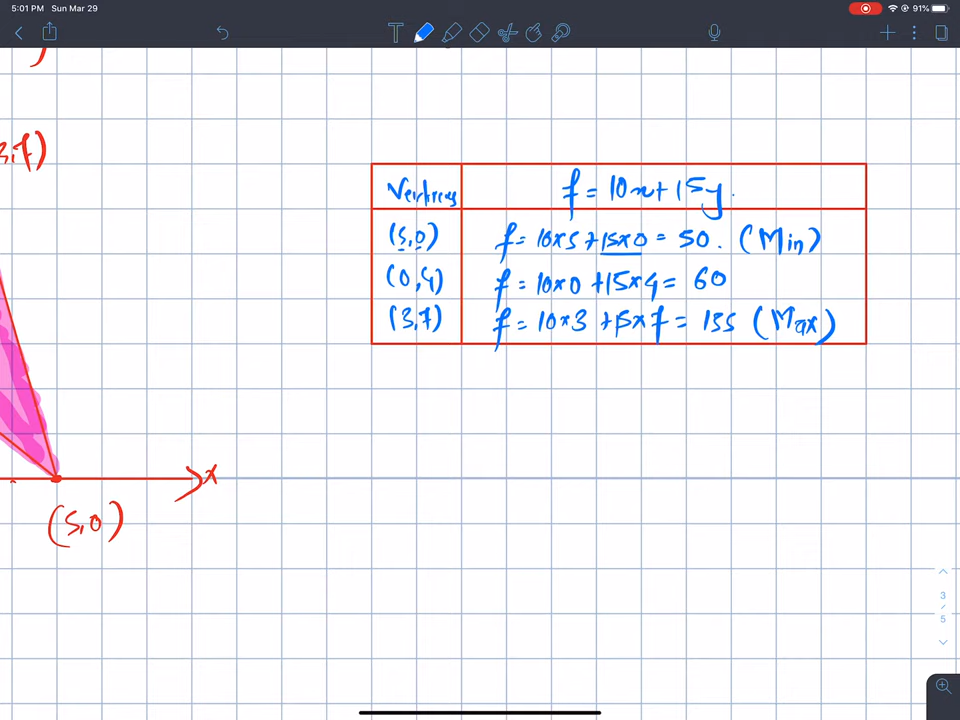 5:01 PM Sun Mar 29
91%
T
3,7)
Vertices
f = 10x + 15y.
(5,0)
f = 10×5 + 15×0 = 50. (Min)
(0,4)
f = 10×0 + 15×4 = 60
(3,7)
f = 10×3 + 15×7 = 135 (Max)
x
(5,0)
3
/
5